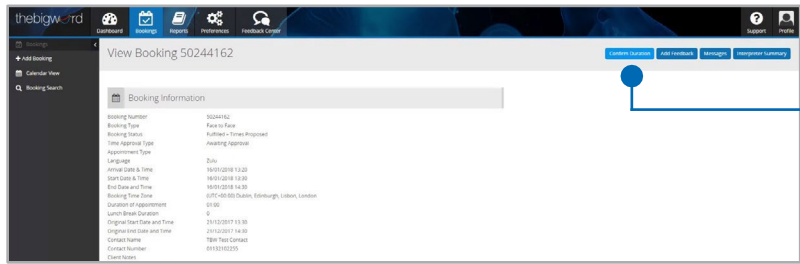 thebigword
Dashboard
Bookings
Reports
Preferences
Feedback Center
Support
Profile
Bookings
Add Booking
Calendar View
Booking Search
View Booking 50244162
Confirm Duration
Add Feedback
Messages
Interpreter Summary
Booking Information
Booking Number 50244162
Booking Type Face to Face
Booking Status Fulfilled - Times Proposed
Time Approval Type Awaiting Approval
Appointment Type
Language Zulu
Arrival Date & Time 16/01/2018 13:20
Start Date & Time 16/01/2018 13:30
End Date and Time 16/01/2018 14:30
Booking Time Zone (UTC+00:00) Dublin, Edinburgh, Lisbon, London
Duration of Appointment 01:00
Lunch Break Duration 0
Original Start Date and Time 21/12/2017 13:30
Original End Date and Time 21/12/2017 14:30
Contact Name TBW Test Contact
Contact Number 01132102255
Client Notes